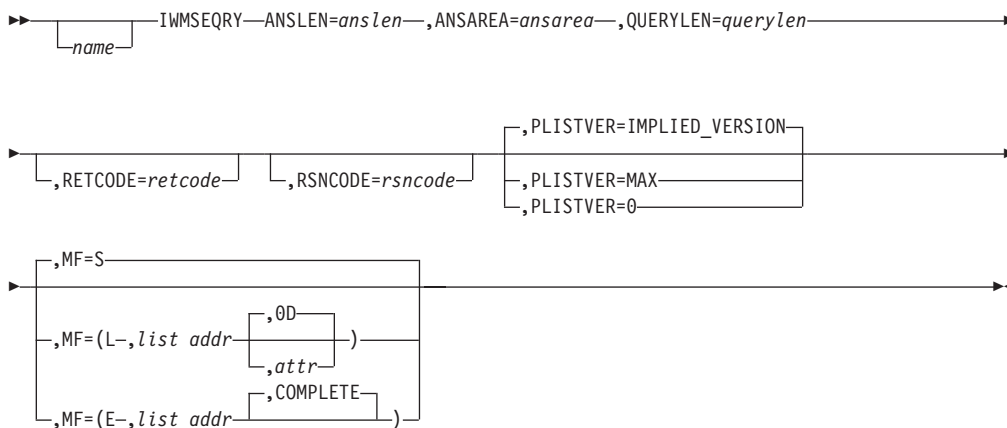 IWMSEQRY ANSLEN=anslen ,ANSAREA=ansarea ,QUERYLEN=querylen
name
,PLISTVER=IMPLIED_VERSION
,RETCODE=retcode ,RSNCODE=rsncode ,PLISTVER=MAX
,PLISTVER=0
,MF=S
,0D
,MF=(L ,list addr )
,attr
,COMPLETE
,MF=(E ,list addr )